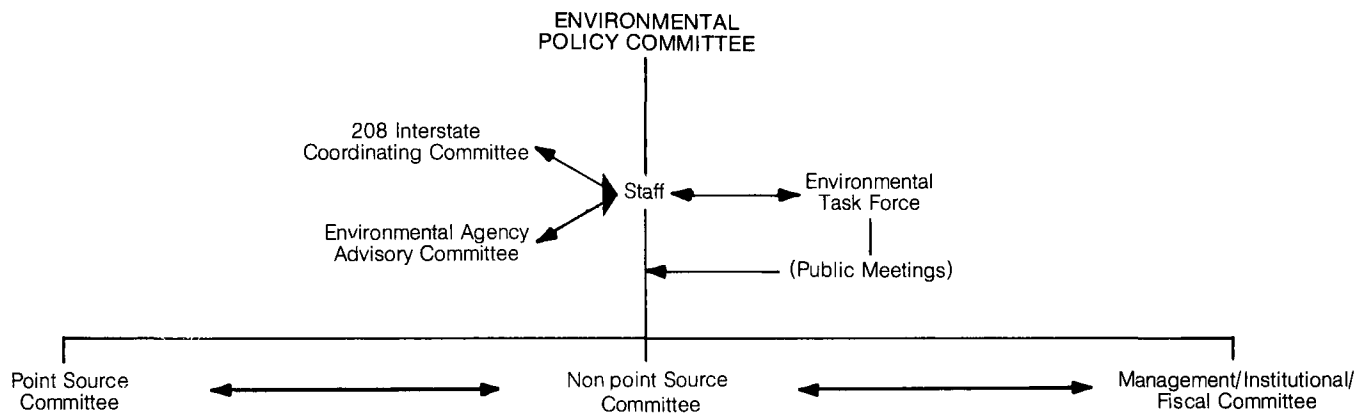 ENVIRONMENTAL
POLICY COMMITTEE
208 Interstate
Coordinating Committee
Staff
Environmental
Task Force
Environmental Agency
Advisory Committee
(Public Meetings)
Point Source
Committee
Non point Source
Committee
Management/Institutional/
Fiscal Committee